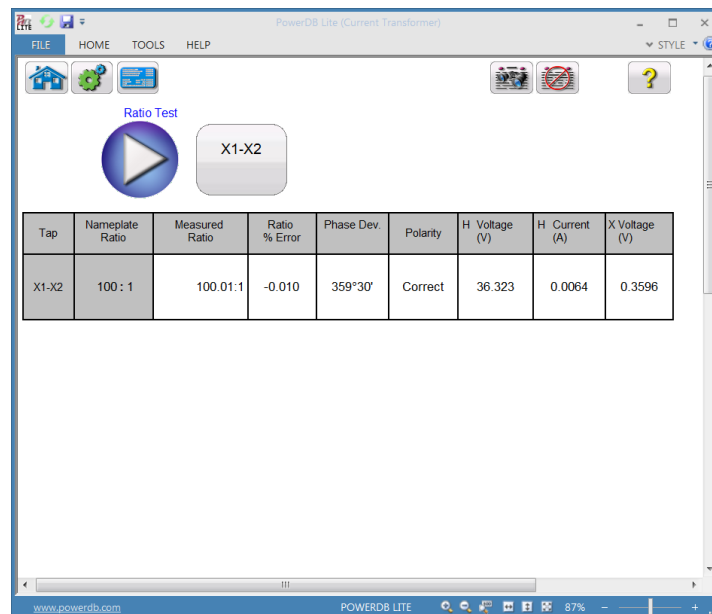 PowerDB Lite (Current Transformer)
FILE HOME TOOLS HELP STYLE
Ratio Test
X1-X2
Tap Nameplate Ratio Measured Ratio Ratio % Error Phase Dev. Polarity H Voltage (V) H Current (A) X Voltage (V)
X1-X2 100 : 1 100.01:1 -0.010 359°30' Correct 36.323 0.0064 0.3596
www.powerdb.com POWERDB LITE 87%